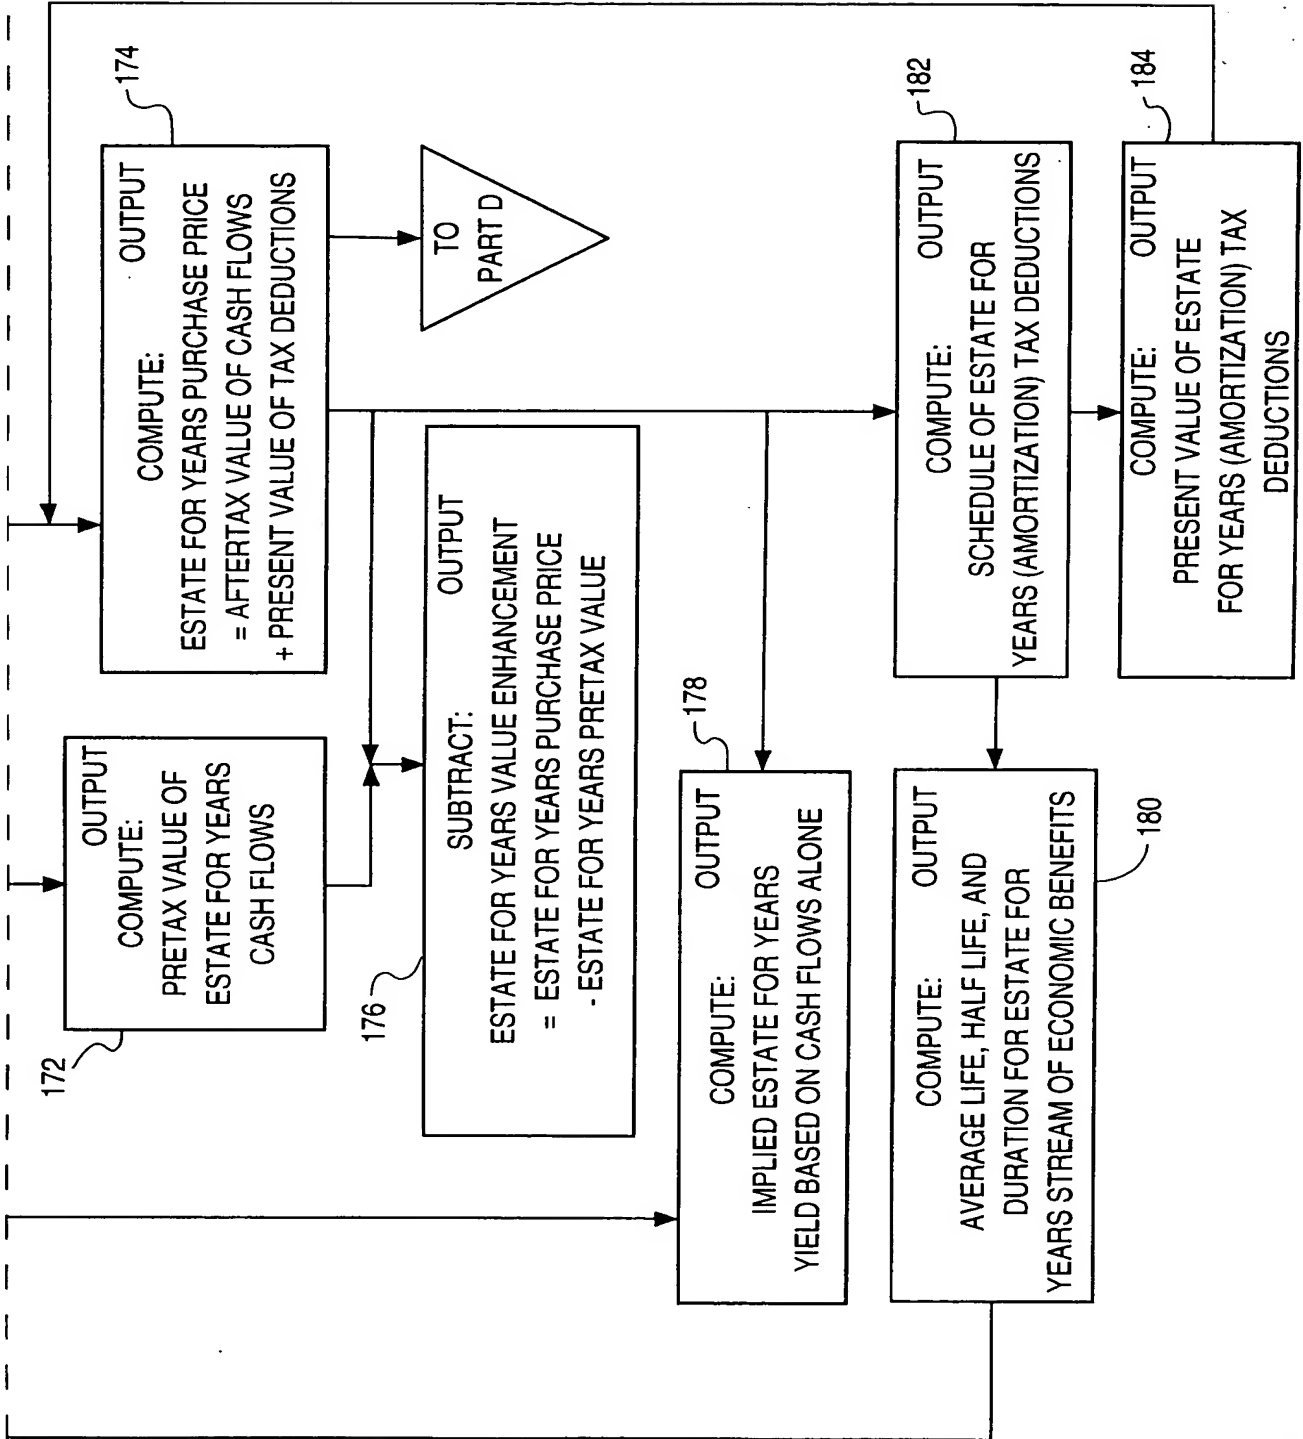 172
OUTPUT
COMPUTE:
PRETAX VALUE OF
ESTATE FOR YEARS
CASH FLOWS
174
OUTPUT
COMPUTE:
ESTATE FOR YEARS PURCHASE PRICE
= AFTERTAX VALUE OF CASH FLOWS
+ PRESENT VALUE OF TAX DEDUCTIONS
TO
PART D
176
SUBTRACT: OUTPUT
ESTATE FOR YEARS VALUE ENHANCEMENT
= ESTATE FOR YEARS PURCHASE PRICE
- ESTATE FOR YEARS PRETAX VALUE
178
OUTPUT
COMPUTE:
IMPLIED ESTATE FOR YEARS
YIELD BASED ON CASH FLOWS ALONE
180
OUTPUT
COMPUTE:
AVERAGE LIFE, HALF LIFE, AND
DURATION FOR ESTATE FOR
YEARS STREAM OF ECONOMIC BENEFITS
182
OUTPUT
COMPUTE:
SCHEDULE OF ESTATE FOR
YEARS (AMORTIZATION) TAX DEDUCTIONS
184
COMPUTE: OUTPUT
PRESENT VALUE OF ESTATE
FOR YEARS (AMORTIZATION) TAX
DEDUCTIONS